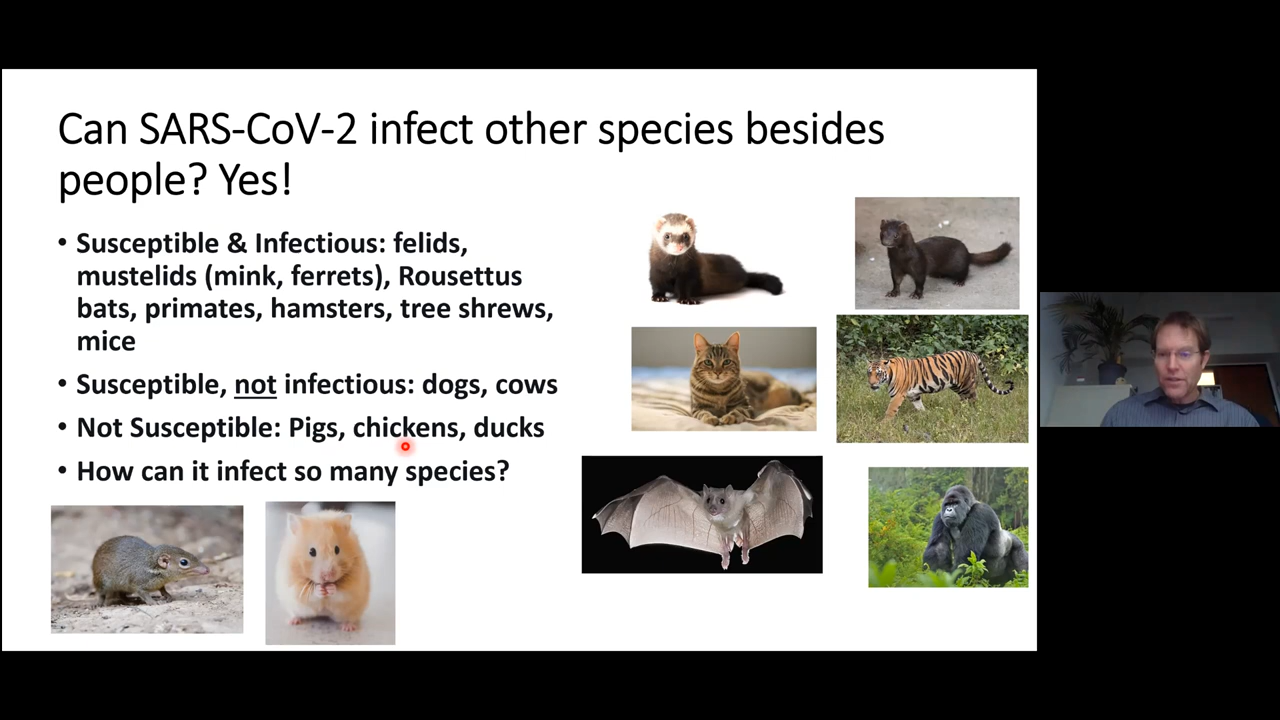 Can SARS-CoV-2 infect other species besides
people? Yes!
• Susceptible & Infectious: felids,
mustelids (mink, ferrets), Rousettus
bats, primates, hamsters, tree shrews,
mice
• Susceptible, not infectious: dogs, cows
• Not Susceptible: Pigs, chickens, ducks
• How can it infect so many species?